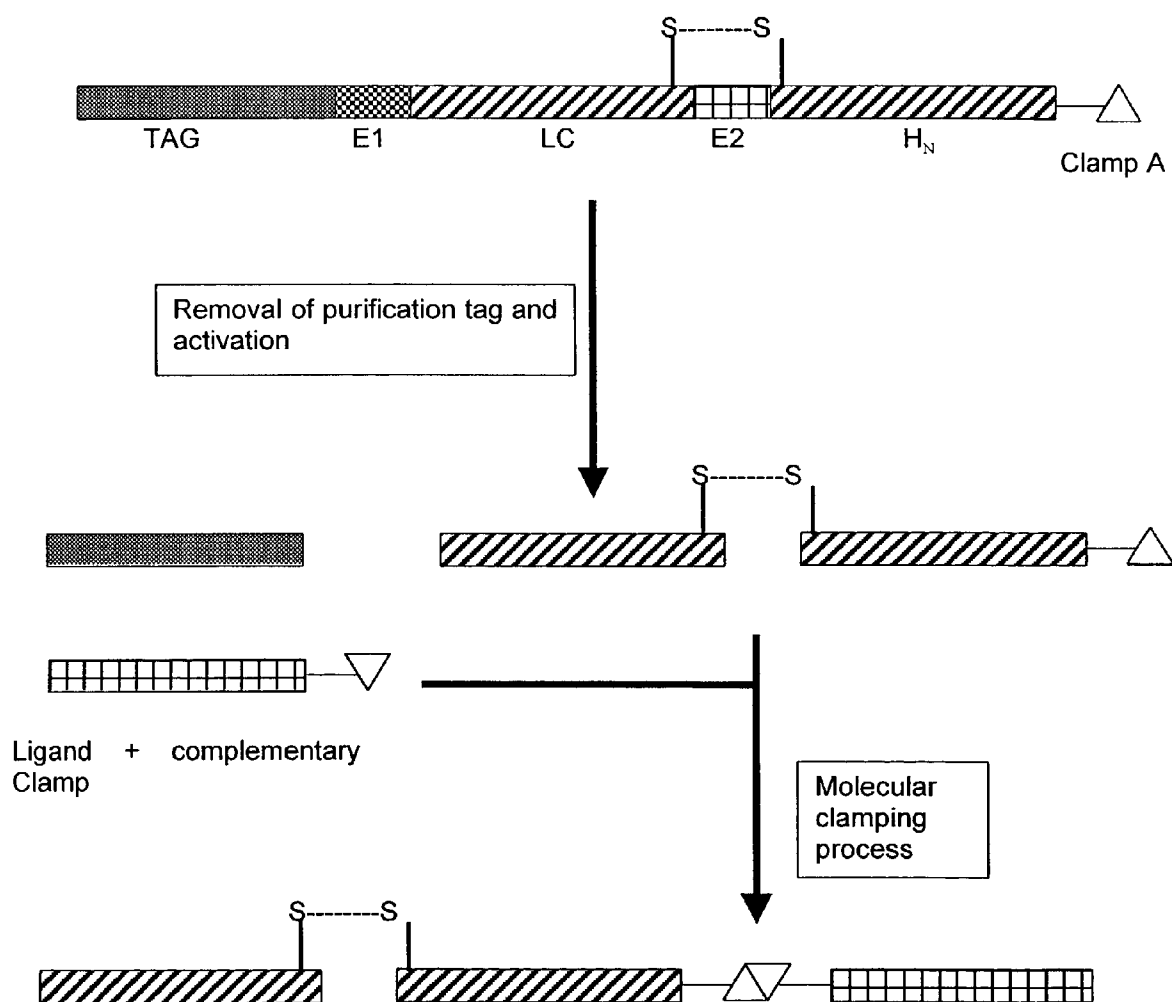 S--------S
TAG E1 LC E2 H_N
Clamp A
Removal of purification tag and
activation
S--------S
Ligand + complementary
Clamp
Molecular
clamping
process
S--------S